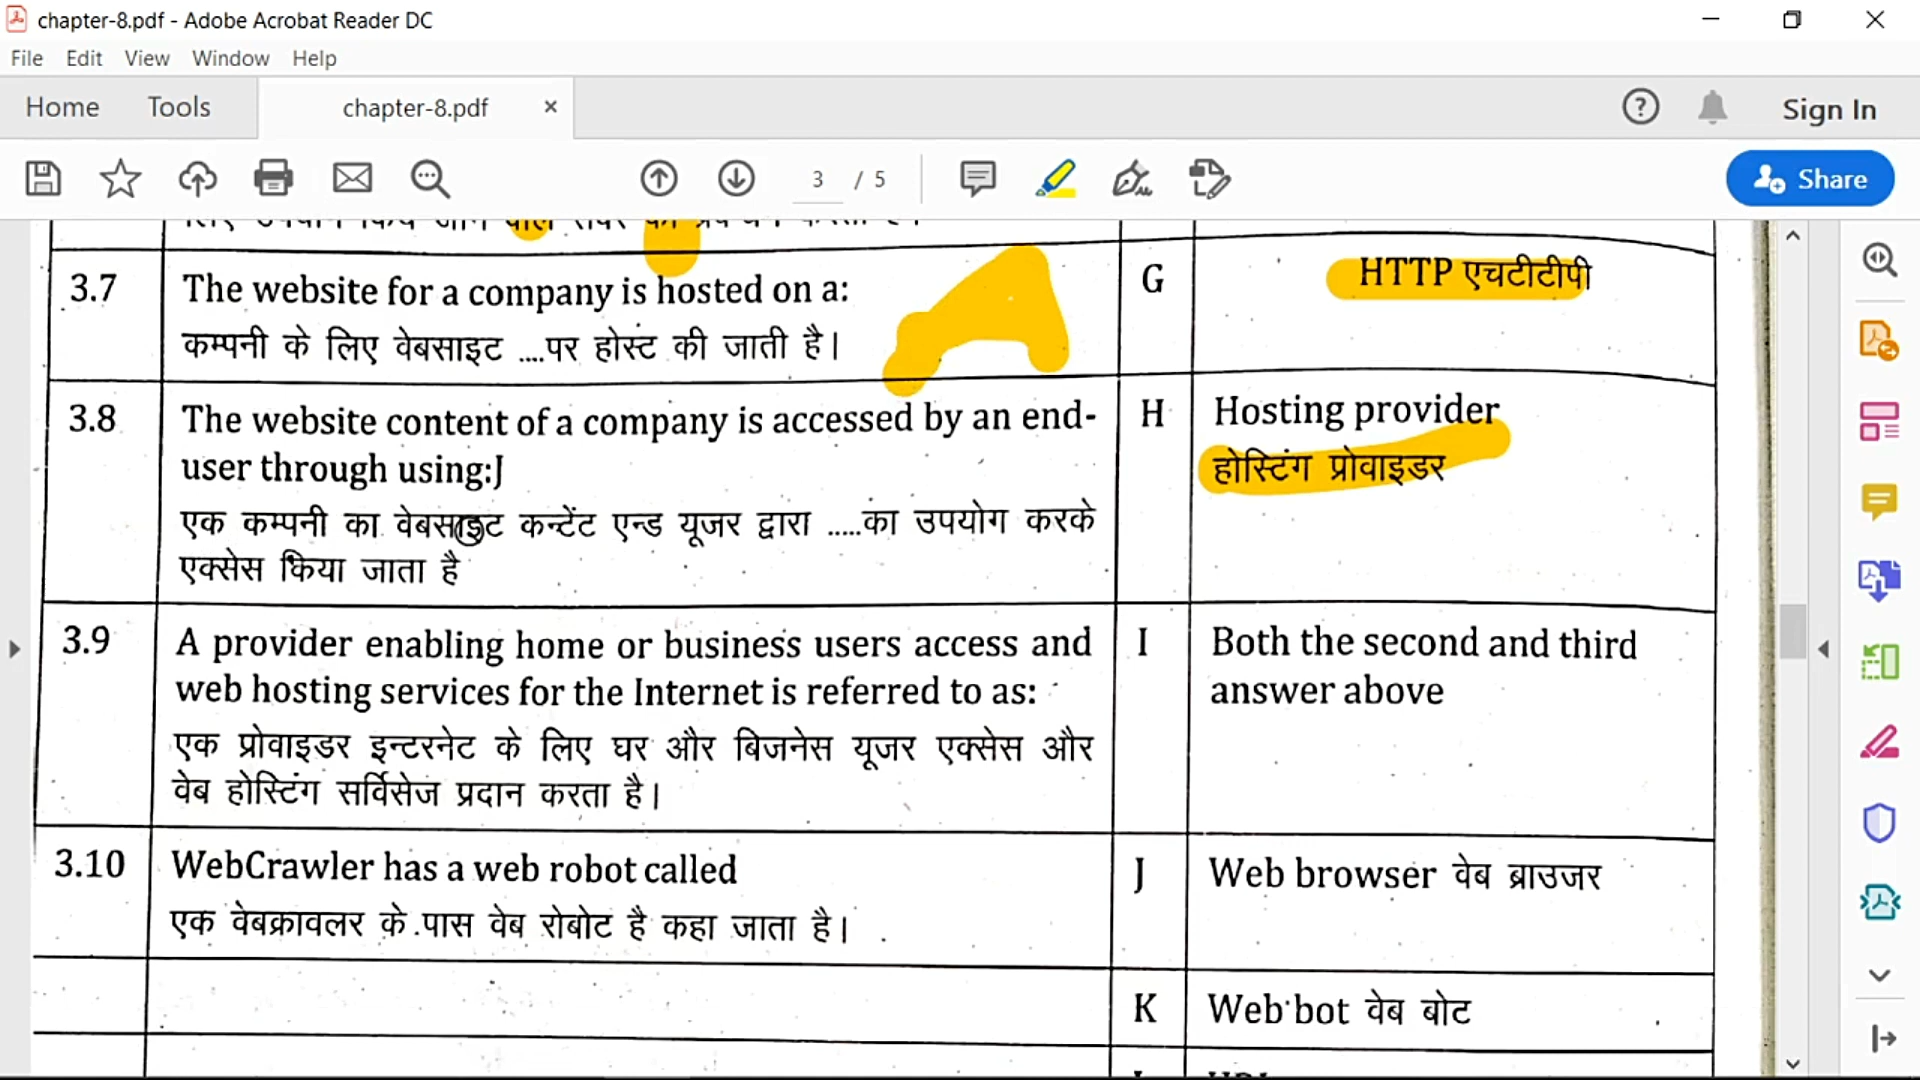 chapter-8.pdf - Adobe Acrobat Reader DC
File Edit View Window Help
Home Tools chapter-8.pdf × Sign In
3 / 5 Share
3.7 The website for a company is hosted on a: G HTTP एचटीटीपी
कम्पनी के लिए वेबसाइट ....पर होस्ट की जाती है।
3.8 The website content of a company is accessed by an end- H Hosting provider
user through using:J होस्टिंग प्रोवाइडर
एक कम्पनी का वेबसाइट कन्टेंट एन्ड यूजर द्वारा .....का उपयोग करके
एक्सेस किया जाता है
3.9 A provider enabling home or business users access and I Both the second and third
web hosting services for the Internet is referred to as: answer above
एक प्रोवाइडर इन्टरनेट के लिए घर और बिजनेस यूजर एक्सेस और
वेब होस्टिंग सर्विसेज प्रदान करता है।
3.10 WebCrawler has a web robot called J Web browser वेब ब्राउजर
एक वेबक्रावलर के पास वेब रोबोट है कहा जाता है।
K Web bot वेब बोट